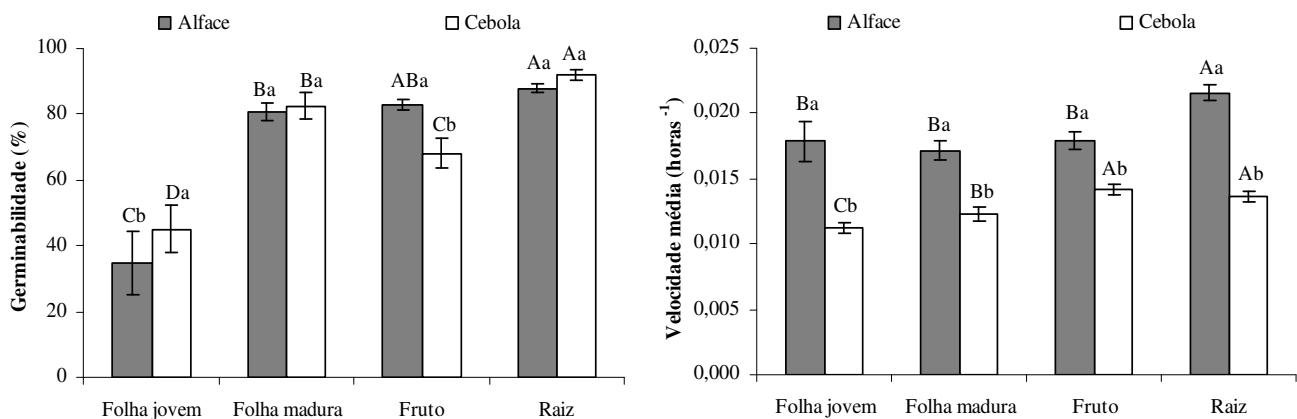 Alface Cebola
Germinabilidade (%)
100
80
60
40
20
0
Cb Da Ba Ba ABa Cb Aa Aa
Folha jovem Folha madura Fruto Raiz
Alface Cebola
Velocidade média (horas -1)
0,025
0,020
0,015
0,010
0,005
0,000
Ba Cb Ba Bb Ba Ab Aa Ab
Folha jovem Folha madura Fruto Raiz